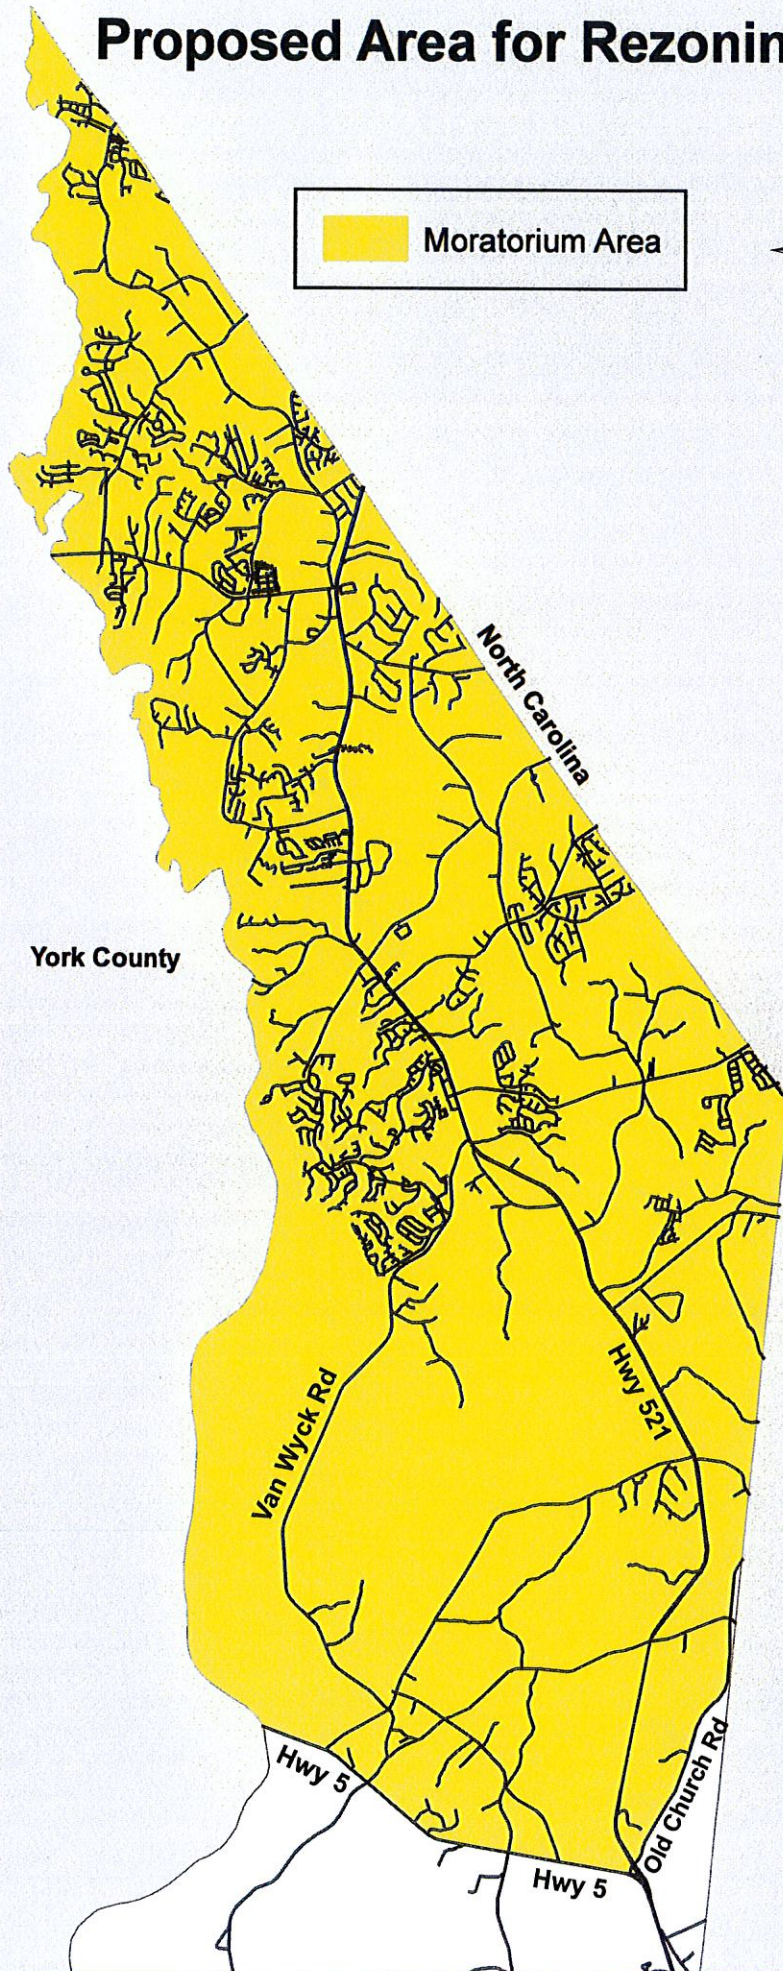 Proposed Area for Rezonin
Moratorium Area
North Carolina
York County
Hwy 521
Van Wyck Rd
Hwy 5
Old Church Rd
Hwy 5